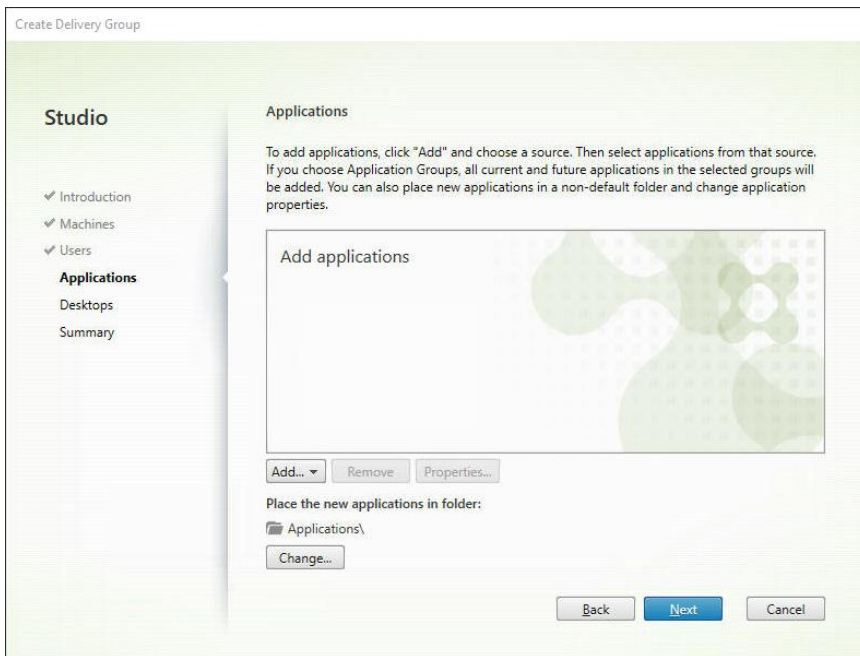 Create Delivery Group
Studio
Introduction
Machines
Users
Applications
Desktops
Summary
Applications
To add applications, click "Add" and choose a source. Then select applications from that source.
If you choose Application Groups, all current and future applications in the selected groups will
be added. You can also place new applications in a non-default folder and change application
properties.
Add applications
Add... Remove Properties...
Place the new applications in folder:
Applications\
Change...
Back Next Cancel